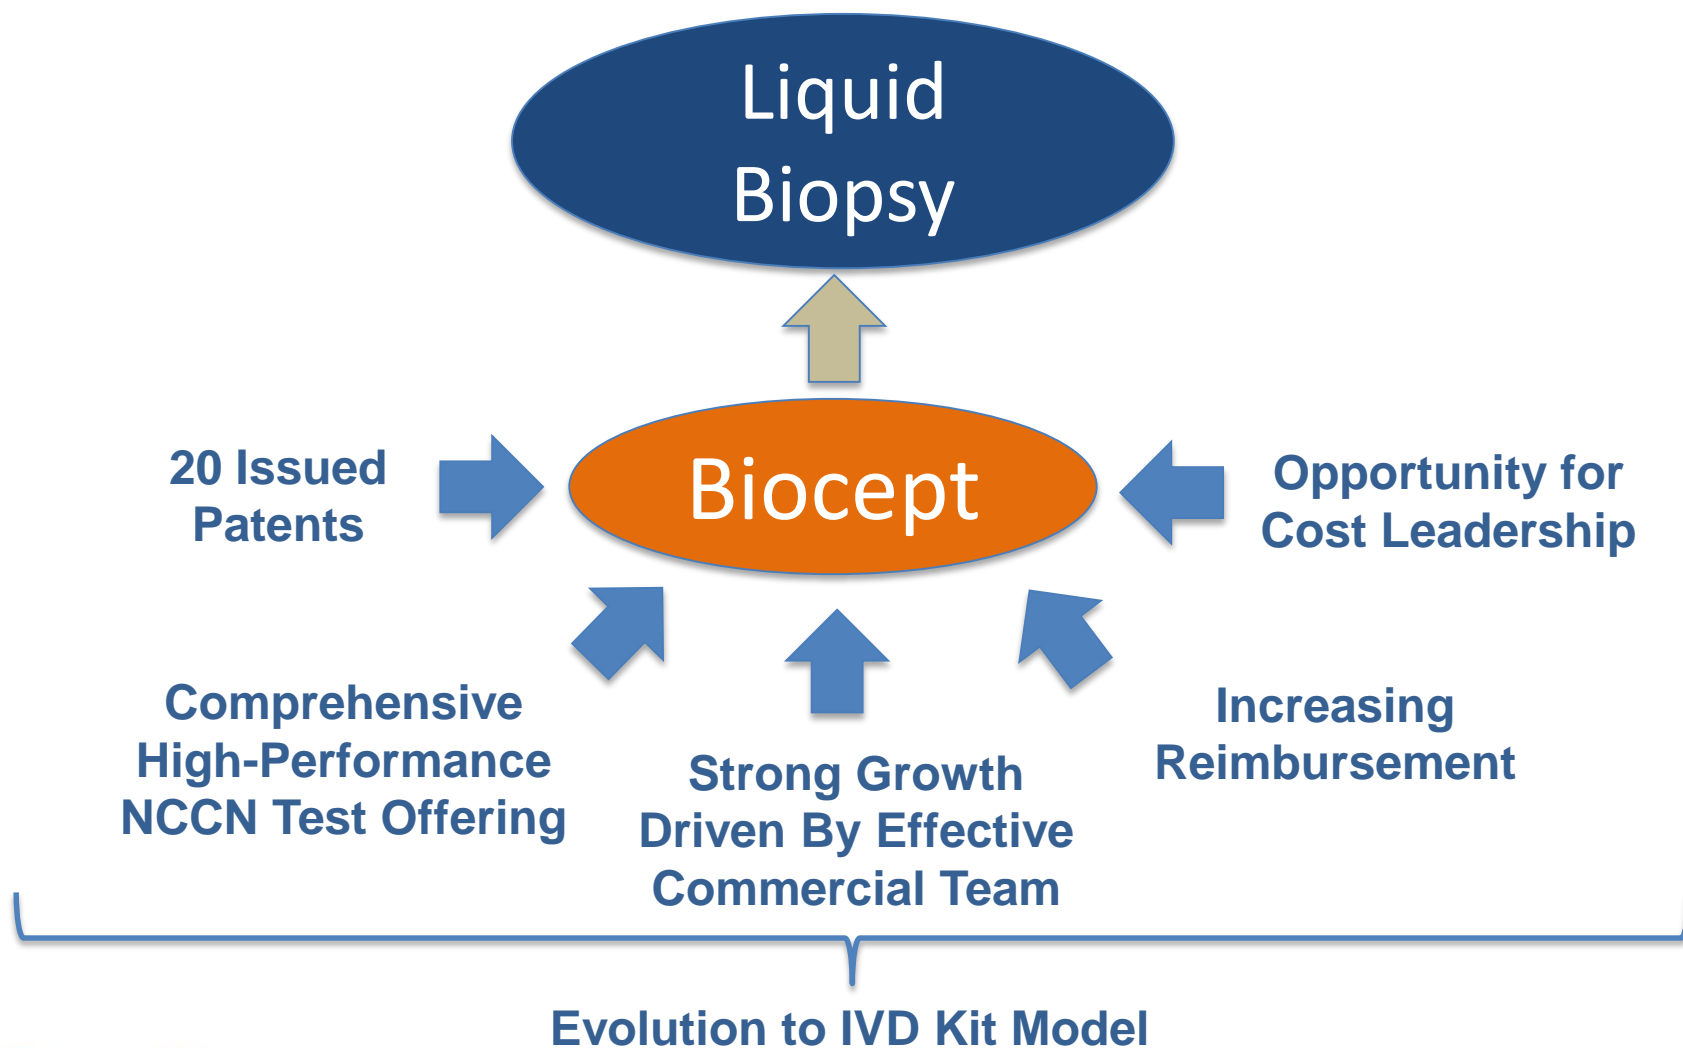 Liquid
Biopsy
Biocept
20 Issued
Patents
Opportunity for
Cost Leadership
Comprehensive
High-Performance
NCCN Test Offering
Strong Growth
Driven By Effective
Commercial Team
Increasing
Reimbursement
Evolution to IVD Kit Model